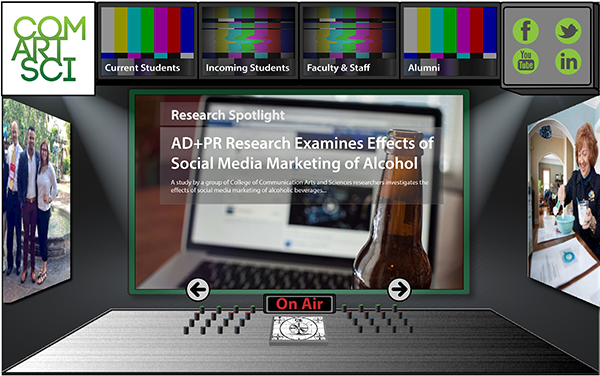 COM
ART
SCI
Current Students
Incoming Students
Faculty & Staff
Alumni
f
You
Tube
in
Research Spotlight
AD+PR Research Examines Effects of
Social Media Marketing of Alcohol
A study by a group of College of Communication Arts and Sciences researchers investigates the
effects of social media marketing of alcoholic beverages...
On Air